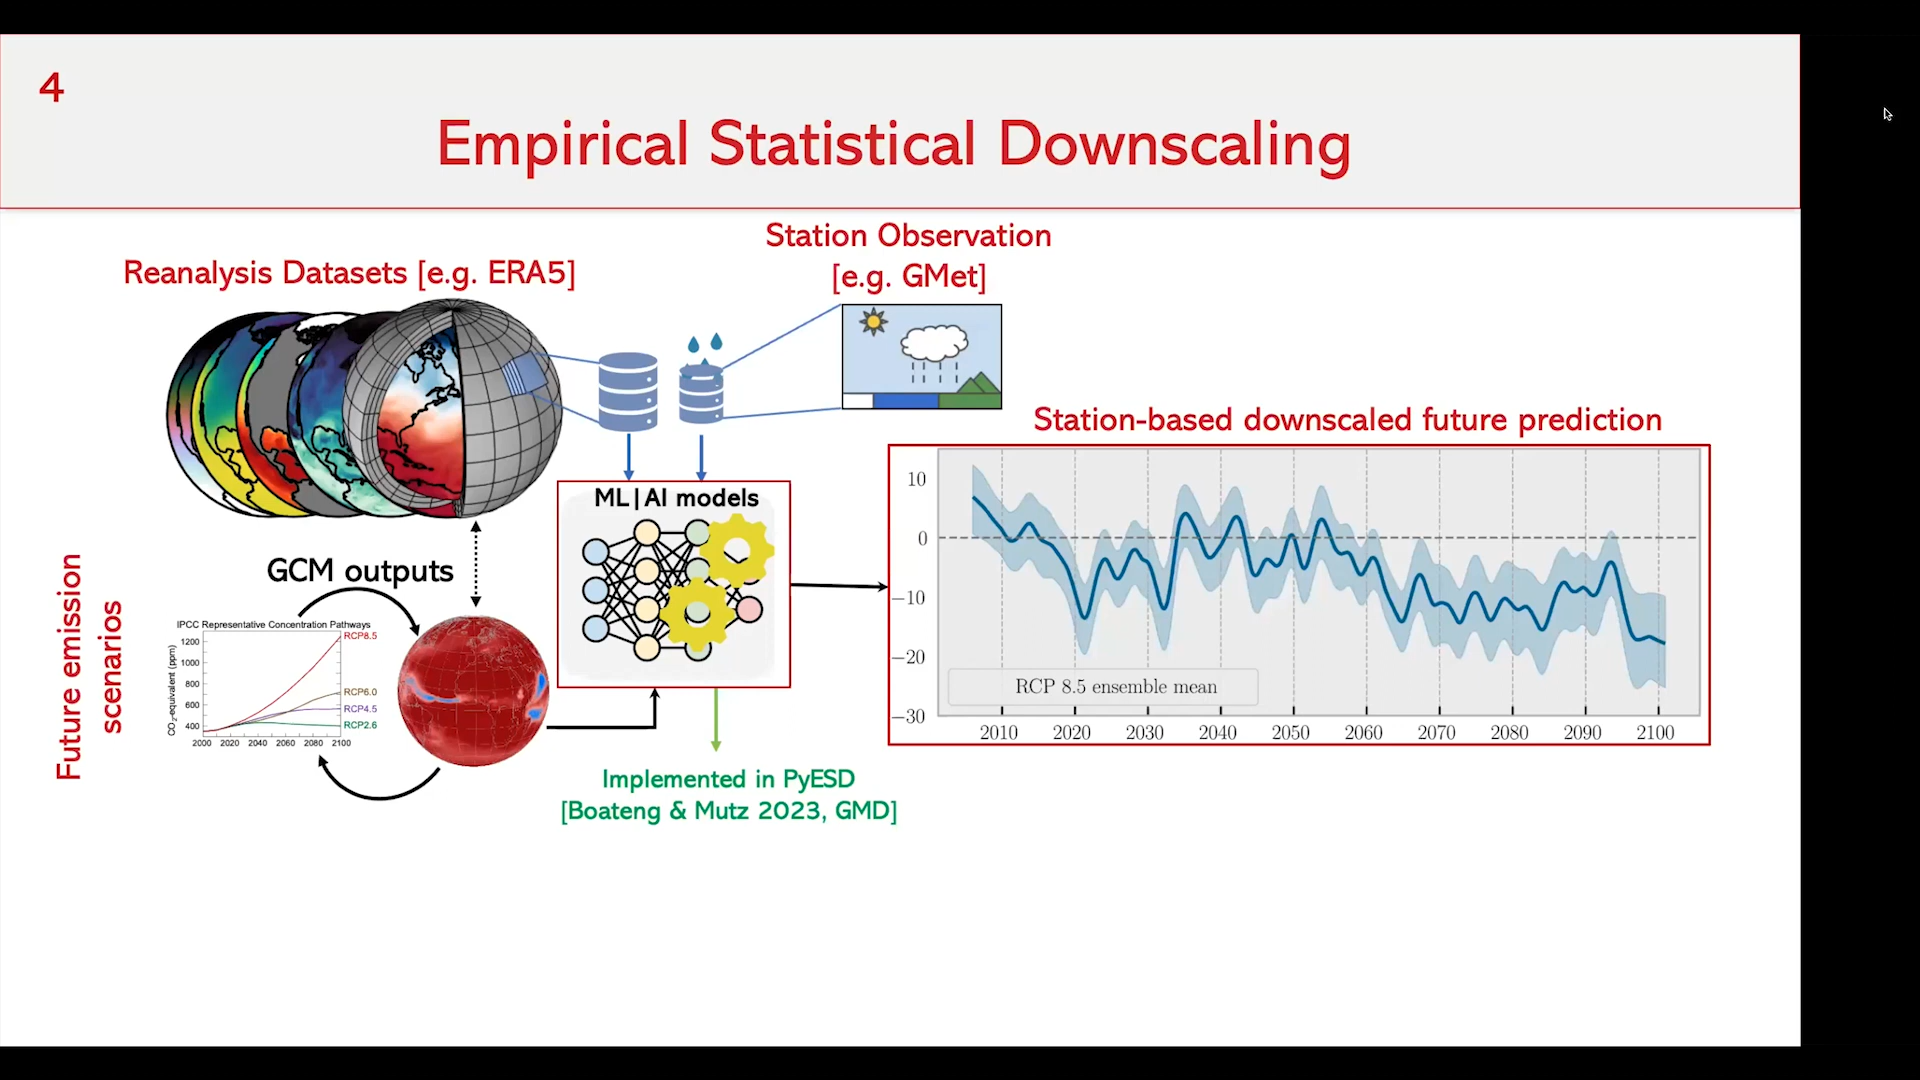 4
Empirical Statistical Downscaling
Station Observation
[e.g. GMet]
Reanalysis Datasets [e.g. ERA5]
Station-based downscaled future prediction
ML|AI models
GCM outputs
Future emission
scenarios
IPCC Representative Concentration Pathways
CO2-equivalent (ppm)
1200
1000
800
600
400
RCP8.5
RCP6.0
RCP4.5
RCP2.6
2000 2020 2040 2060 2080 2100
10
0
−10
−20
−30
RCP 8.5 ensemble mean
2010 2020 2030 2040 2050 2060 2070 2080 2090 2100
Implemented in PyESD
[Boateng & Mutz 2023, GMD]